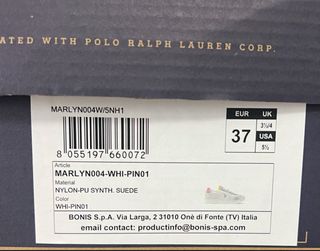 ATED WITH POLO RALPH LAUREN CORP.
MARLYN004W/5NH1
8 055197 660072
EUR UK
37 3½/4
USA
5½
Article
MARLYN004-WHI-PIN01
Material
NYLON-PU SYNTH. SUEDE
Color
WHI-PIN01
BONIS S.p.A. Via Larga, 2 31010 Onè di Fonte (TV) Italia
email contact: productinfo@bonis-spa.com